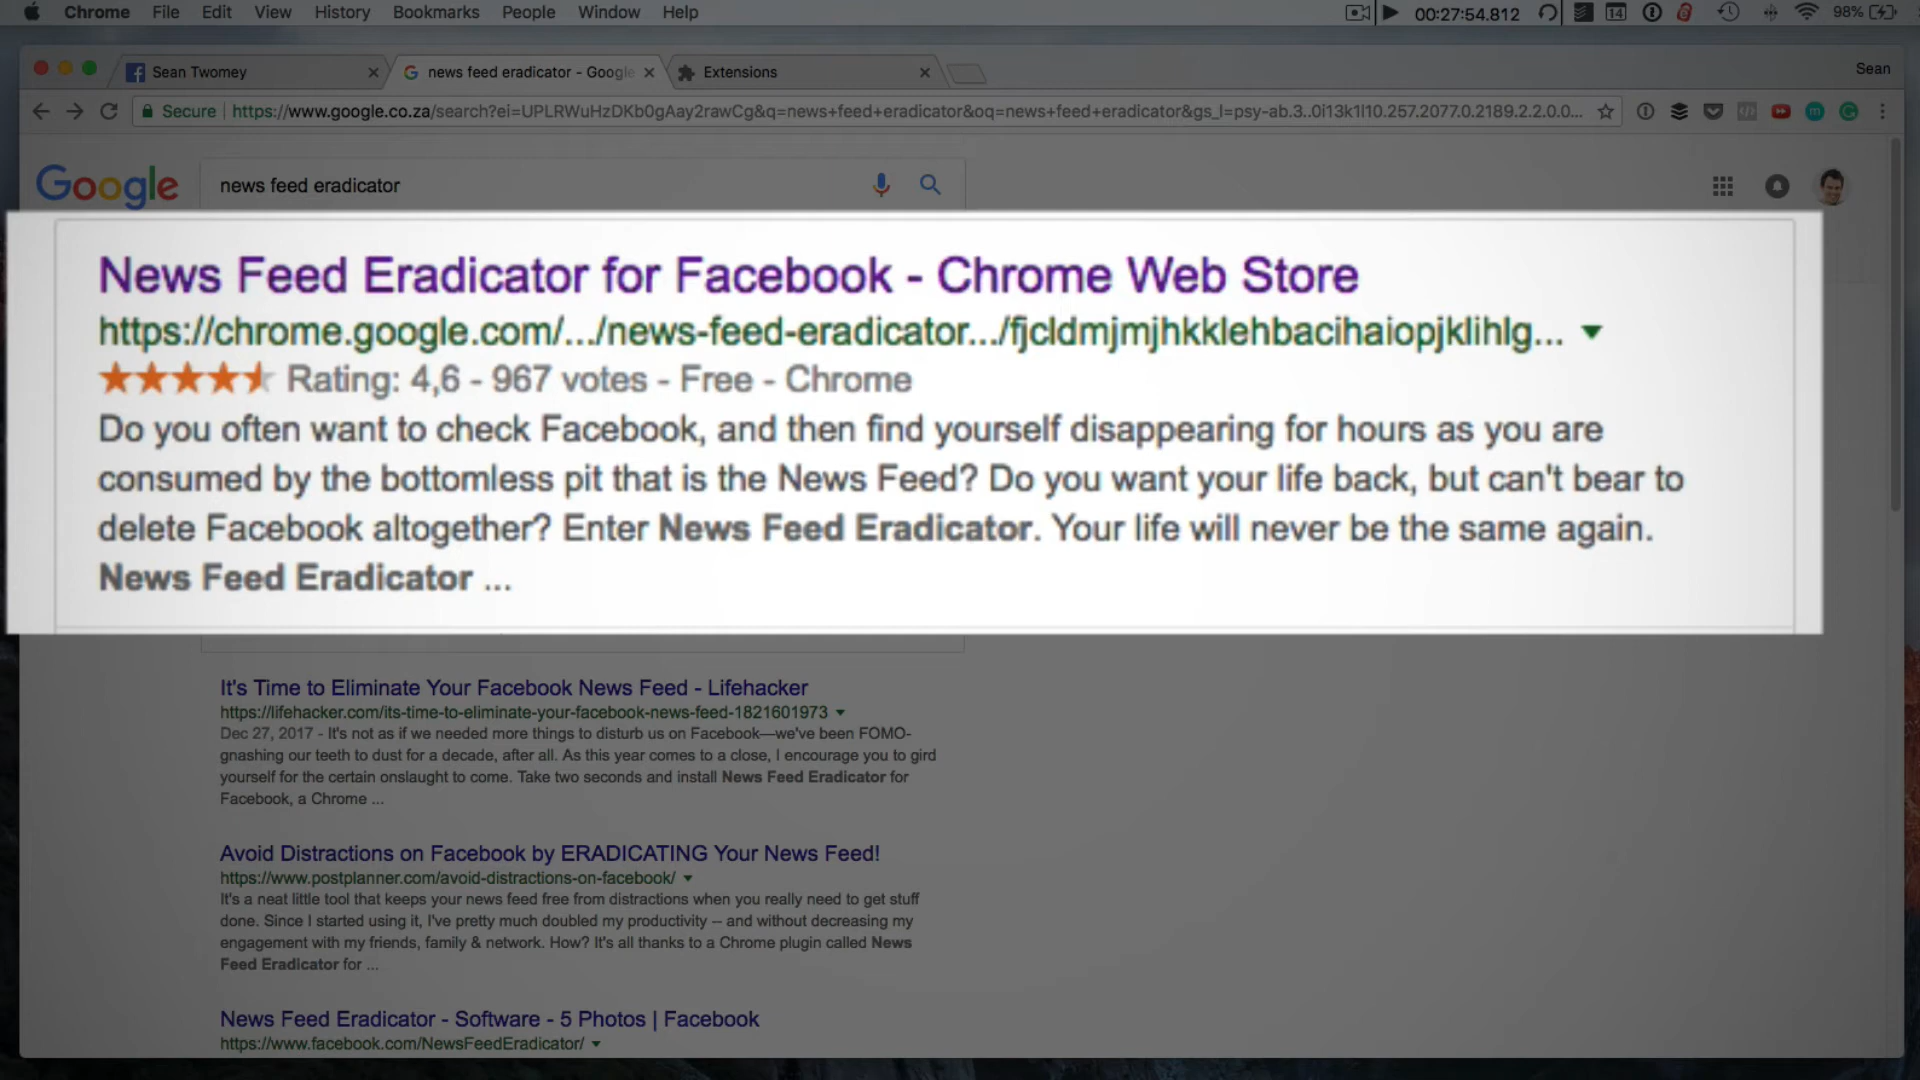 Chrome File Edit View History Bookmarks People Window Help
00:27:54.812 14 98%
Sean Twomey
news feed eradicator - Google
Extensions
Sean
Secure https://www.google.co.za/search?ei=UPLRWuHzDKb0gAay2rawCg&q=news+feed+eradicator&oq=news+feed+eradicator&gs_l=psy-ab.3..0i13k1l10.257.2077.0.2189.2.2.0.0...
Google news feed eradicator
News Feed Eradicator for Facebook - Chrome Web Store
https://chrome.google.com/.../news-feed-eradicator.../fjcldmjmjhkklehbacihaiopjklihlg...
Rating: 4,6 - 967 votes - Free - Chrome
Do you often want to check Facebook, and then find yourself disappearing for hours as you are
consumed by the bottomless pit that is the News Feed? Do you want your life back, but can't bear to
delete Facebook altogether? Enter News Feed Eradicator. Your life will never be the same again.
News Feed Eradicator ...
It's Time to Eliminate Your Facebook News Feed - Lifehacker
https://lifehacker.com/its-time-to-eliminate-your-facebook-news-feed-1821601973
Dec 27, 2017 - It's not as if we needed more things to disturb us on Facebook—we've been FOMO-
gnashing our teeth to dust for a decade, after all. As this year comes to a close, I encourage you to gird
yourself for the certain onslaught to come. Take two seconds and install News Feed Eradicator for
Facebook, a Chrome ...
Avoid Distractions on Facebook by ERADICATING Your News Feed!
https://www.postplanner.com/avoid-distractions-on-facebook/
It's a neat little tool that keeps your news feed free from distractions when you really need to get stuff
done. Since I started using it, I've pretty much doubled my productivity -- and without decreasing my
engagement with my friends, family & network. How? It's all thanks to a Chrome plugin called News
Feed Eradicator for ...
News Feed Eradicator - Software - 5 Photos | Facebook
https://www.facebook.com/NewsFeedEradicator/